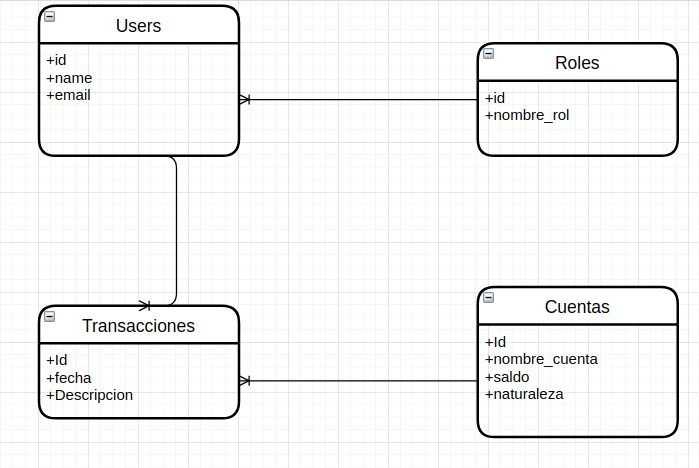 Users
+id
+name
+email
Roles
+id
+nombre_rol
Transacciones
+Id
+fecha
+Descripcion
Cuentas
+Id
+nombre_cuenta
+saldo
+naturaleza